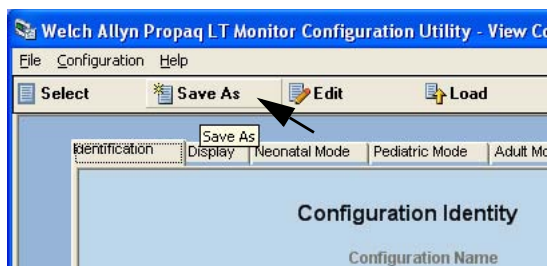 Welch Allyn Propaq LT Monitor Configuration Utility - View Co
File Configuration Help
Select Save As Edit Load
Save As
Identification Display Neonatal Mode Pediatric Mode Adult Mo
Configuration Identity
Configuration Name